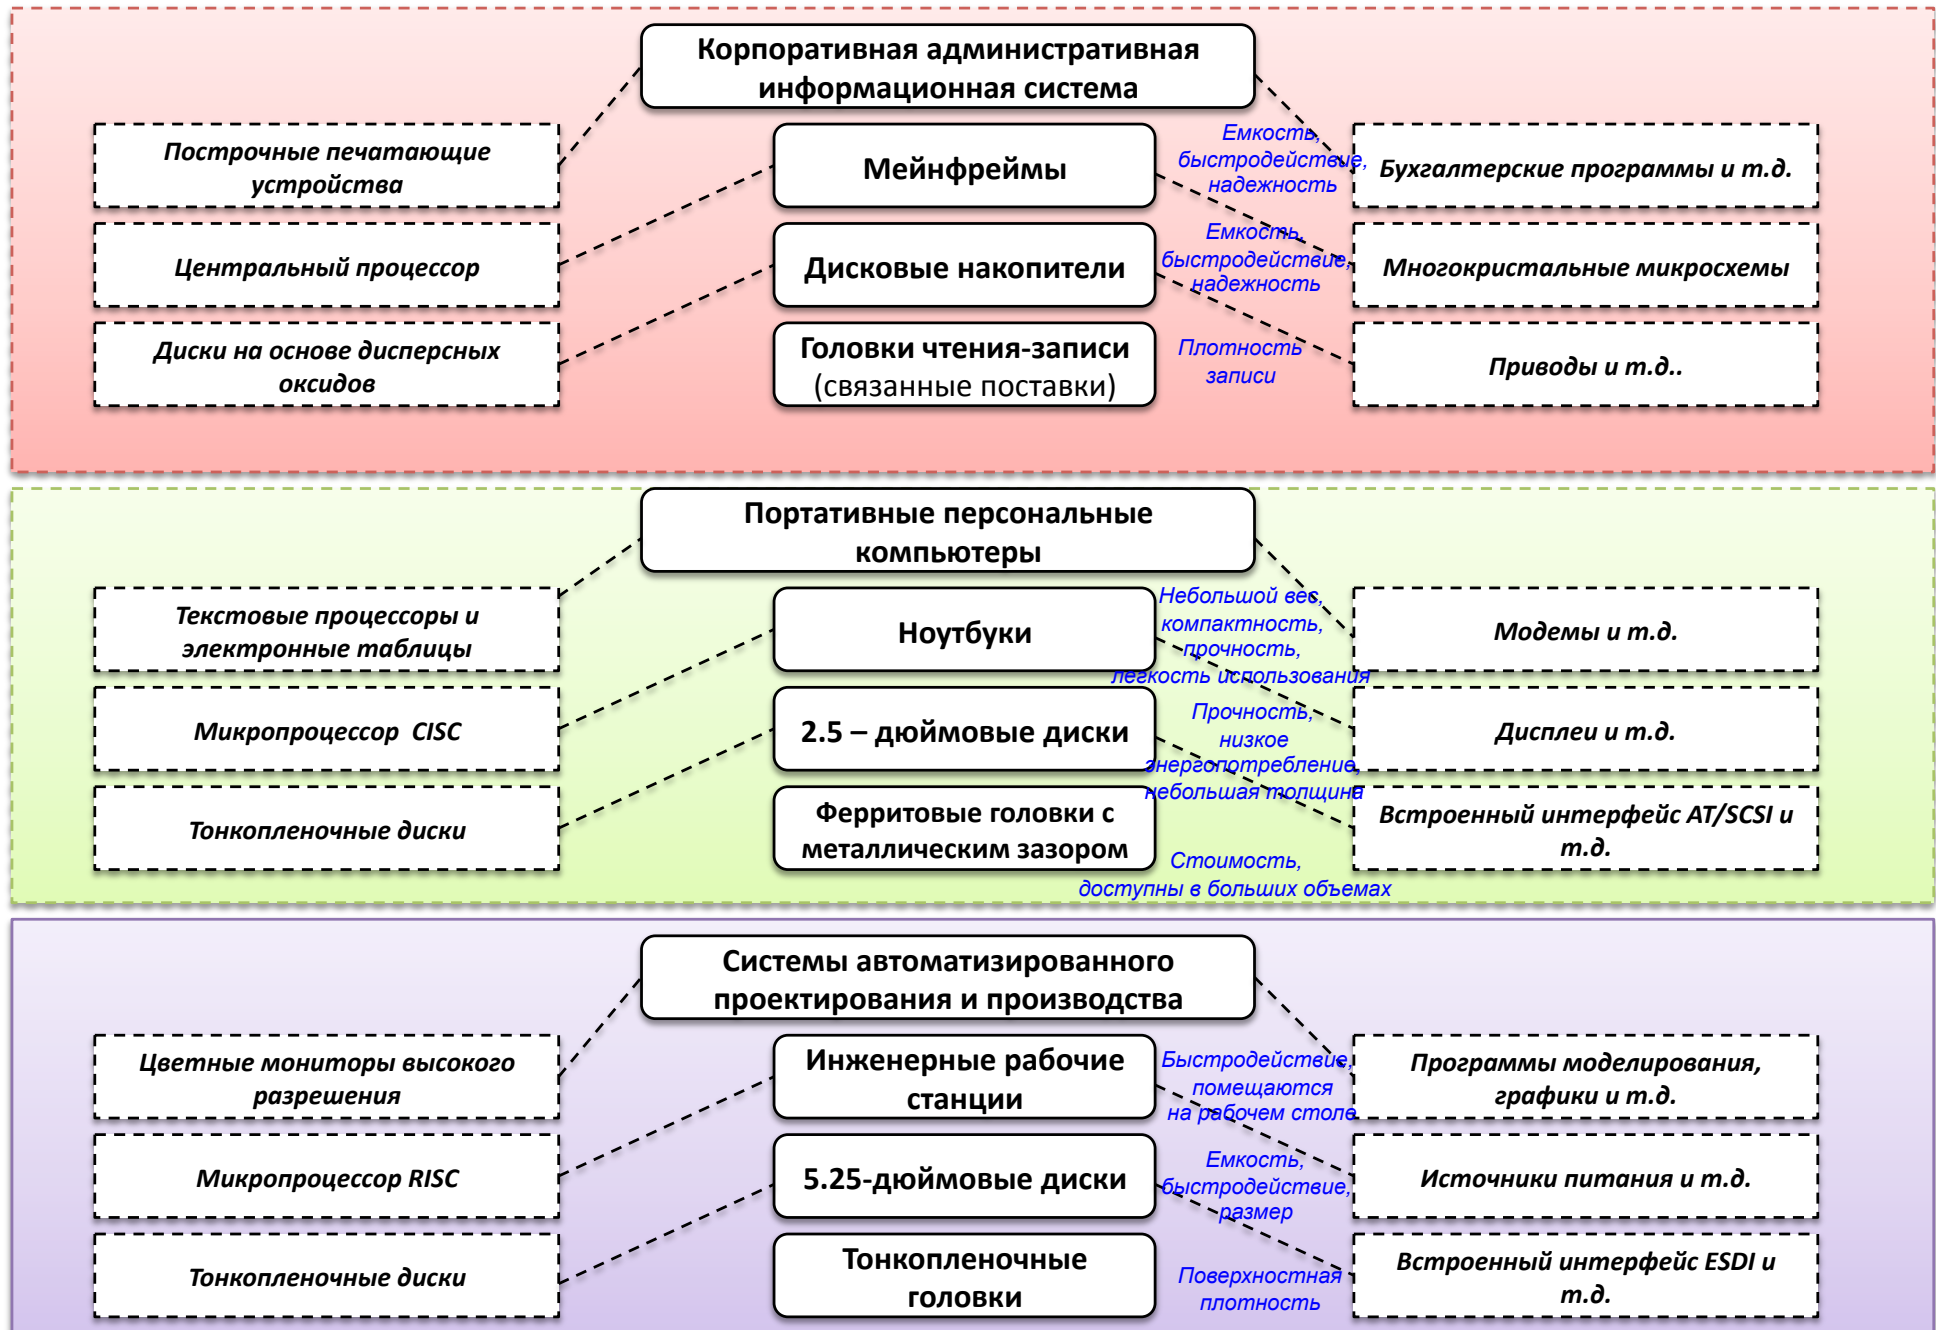 Корпоративная административная
информационная система
Построчные печатающие
устройства
Мейнфреймы
Емкость,
быстродействие,
надежность
Бухгалтерские программы и т.д.
Центральный процессор
Дисковые накопители
Емкость,
быстродействие,
надежность
Многокристальные микросхемы
Диски на основе дисперсных
оксидов
Головки чтения-записи
(связанные поставки)
Плотность
записи
Приводы и т.д..
Портативные персональные
компьютеры
Текстовые процессоры и
электронные таблицы
Ноутбуки
Небольшой вес,
компактность,
прочность,
легкость использования
Модемы и т.д.
Микропроцессор  CISC
2.5 – дюймовые диски
Прочность,
низкое
энергопотребление,
небольшая толщина
Дисплеи и т.д.
Тонкопленочные диски
Ферритовые головки с
металлическим зазором
Стоимость,
доступны в больших объемах
Встроенный интерфейс AT/SCSI и
т.д.
Системы автоматизированного
проектирования и производства
Цветные мониторы высокого
разрешения
Инженерные рабочие
станции
Быстродействие,
помещаются
на рабочем столе
Программы моделирования,
графики и т.д.
Микропроцессор RISC
5.25-дюймовые диски
Емкость,
быстродействие,
размер
Источники питания и т.д.
Тонкопленочные диски
Тонкопленочные
головки
Поверхностная
плотность
Встроенный интерфейс ESDI и
т.д.